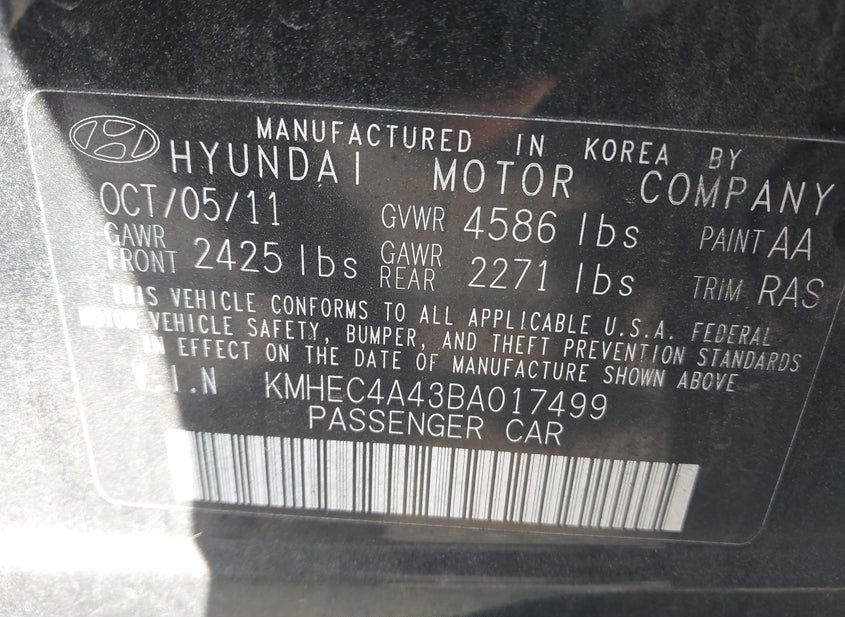 MANUFACTURED IN KOREA BY
HYUNDAI MOTOR COMPANY
OCT/05/11 GVWR 4586 lbs PAINT AA
GAWR FRONT 2425 lbs GAWR REAR 2271 lbs TRIM RAS
THIS VEHICLE CONFORMS TO ALL APPLICABLE U.S.A. FEDERAL
MOTOR VEHICLE SAFETY, BUMPER, AND THEFT PREVENTION STANDARDS
IN EFFECT ON THE DATE OF MANUFACTURE SHOWN ABOVE
V.I.N KMHEC4A43BA017499
PASSENGER CAR